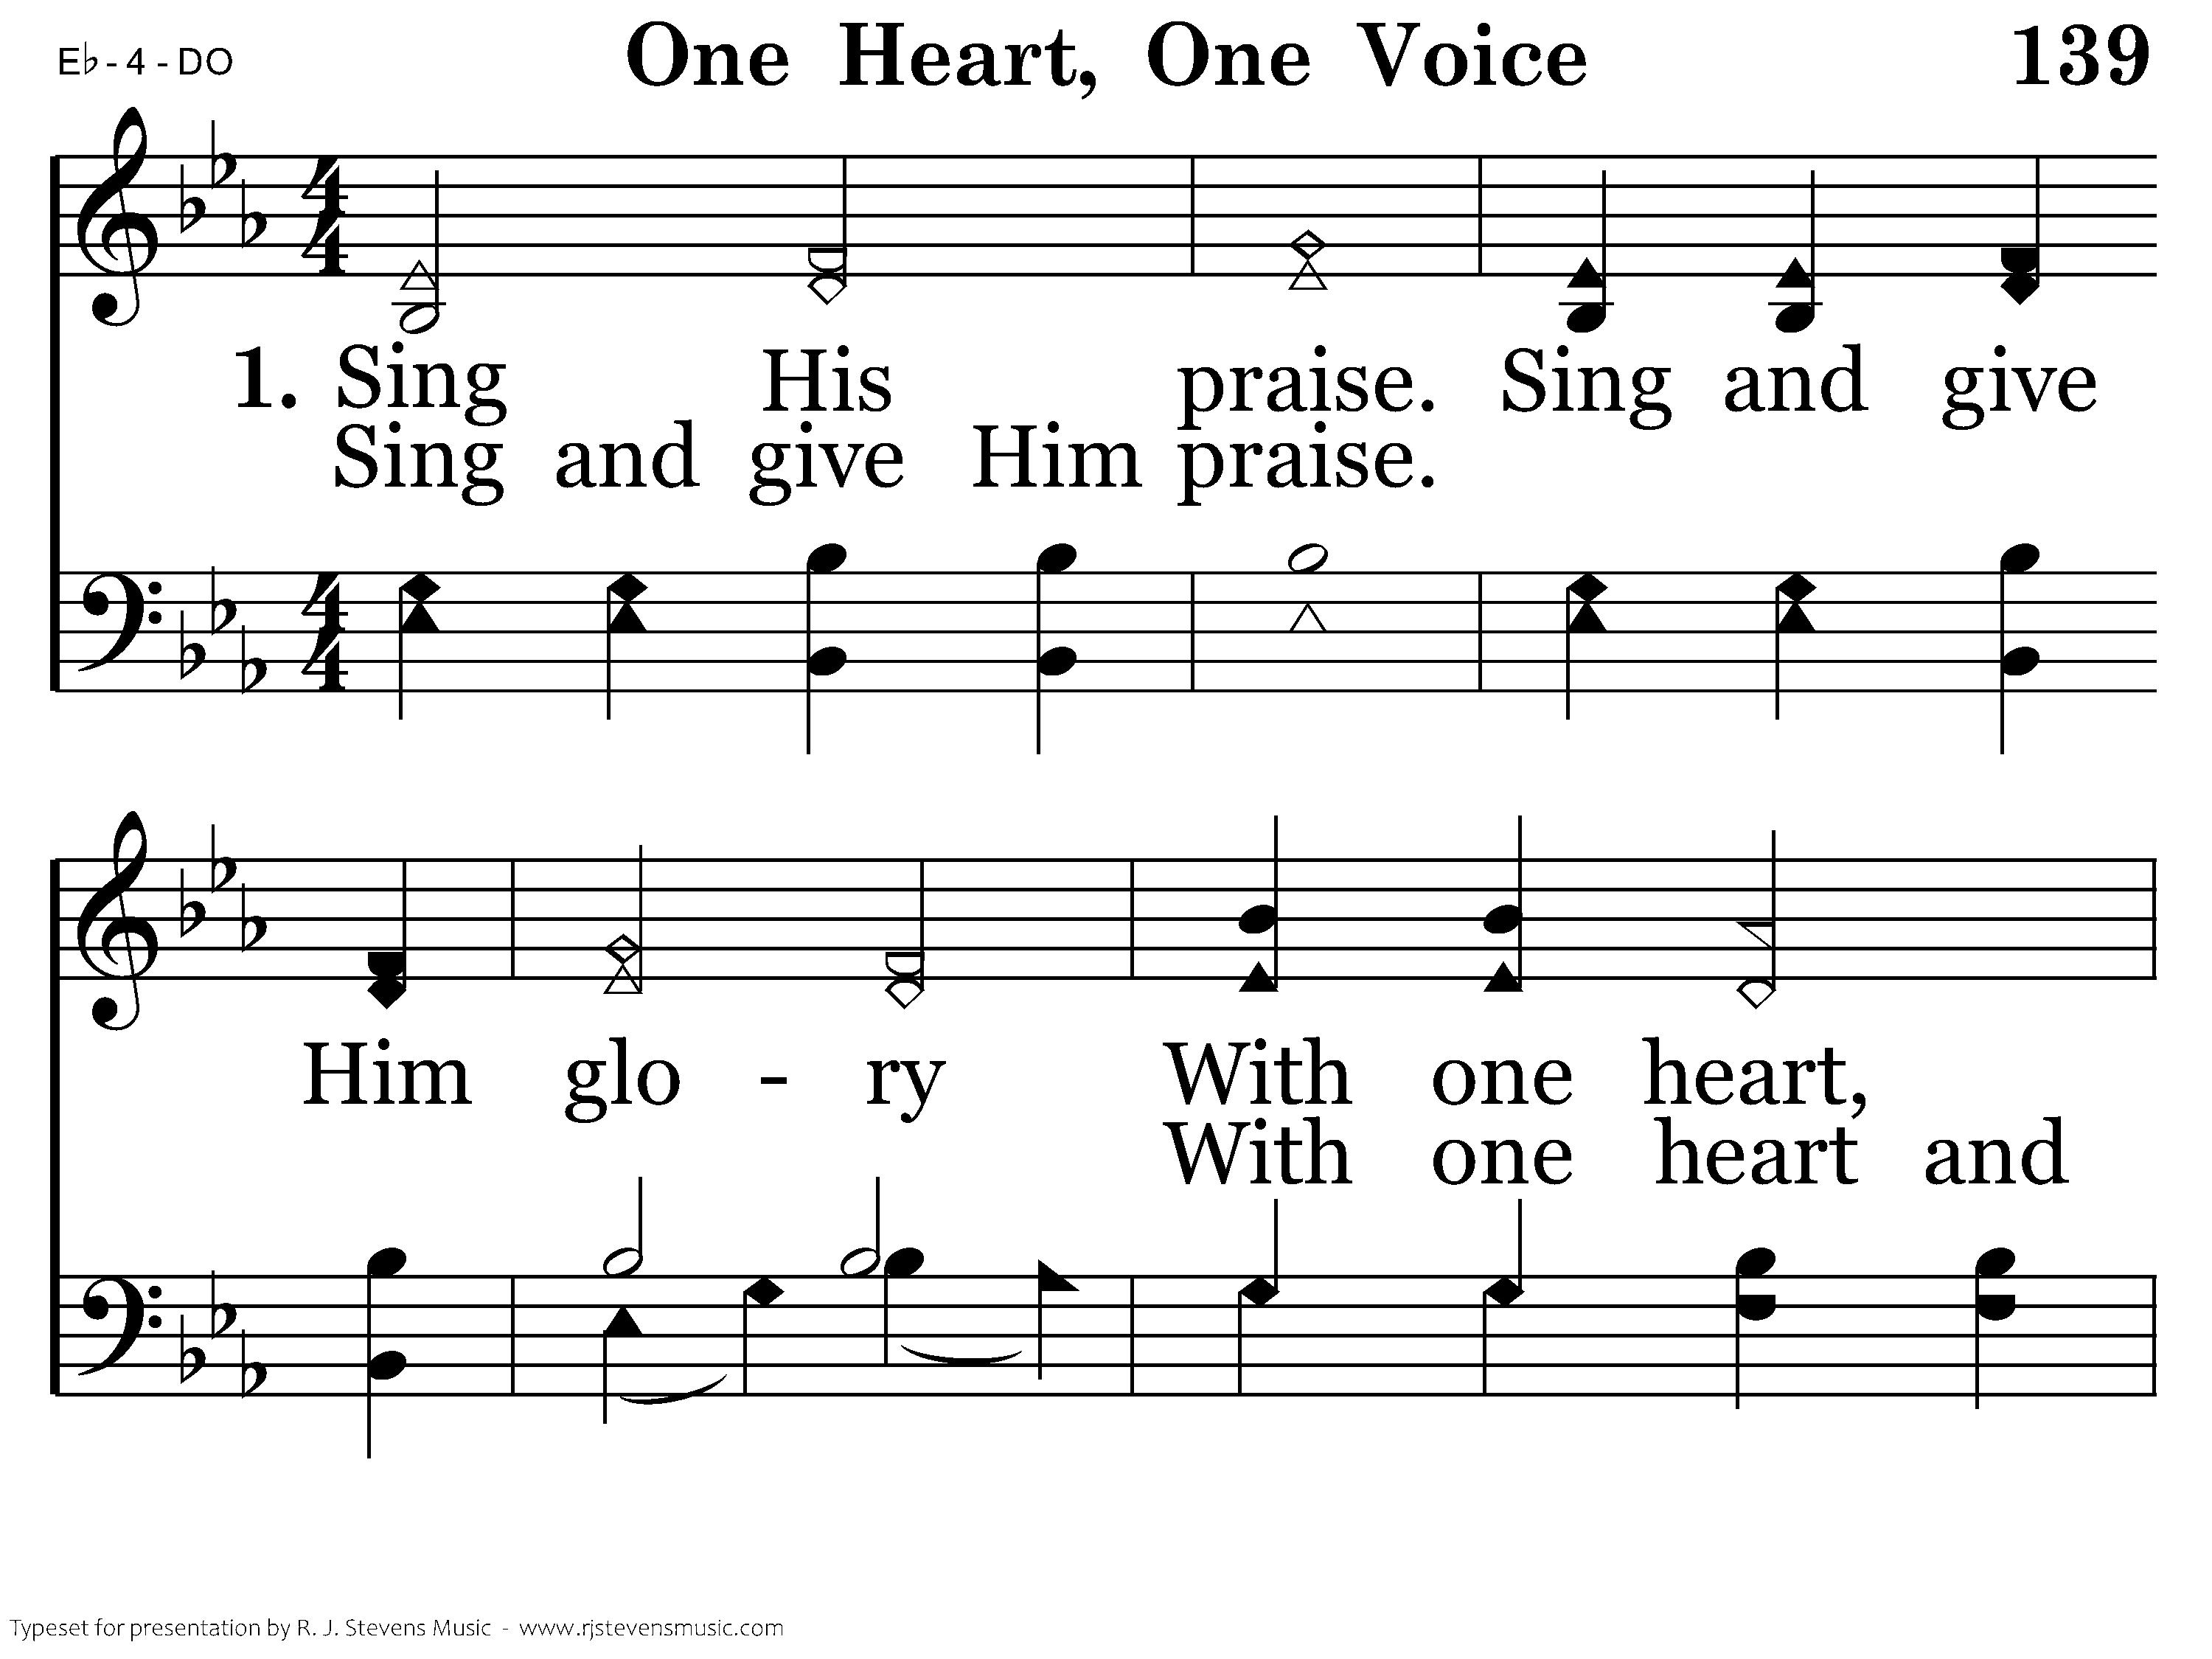 E♭ - 4 - DO One Heart, One Voice 139
1. Sing His praise. Sing and give
Sing and give Him praise.
Him glo - ry With one heart,
With one heart and
Typeset for presentation by R. J. Stevens Music - www.rjstevensmusic.com